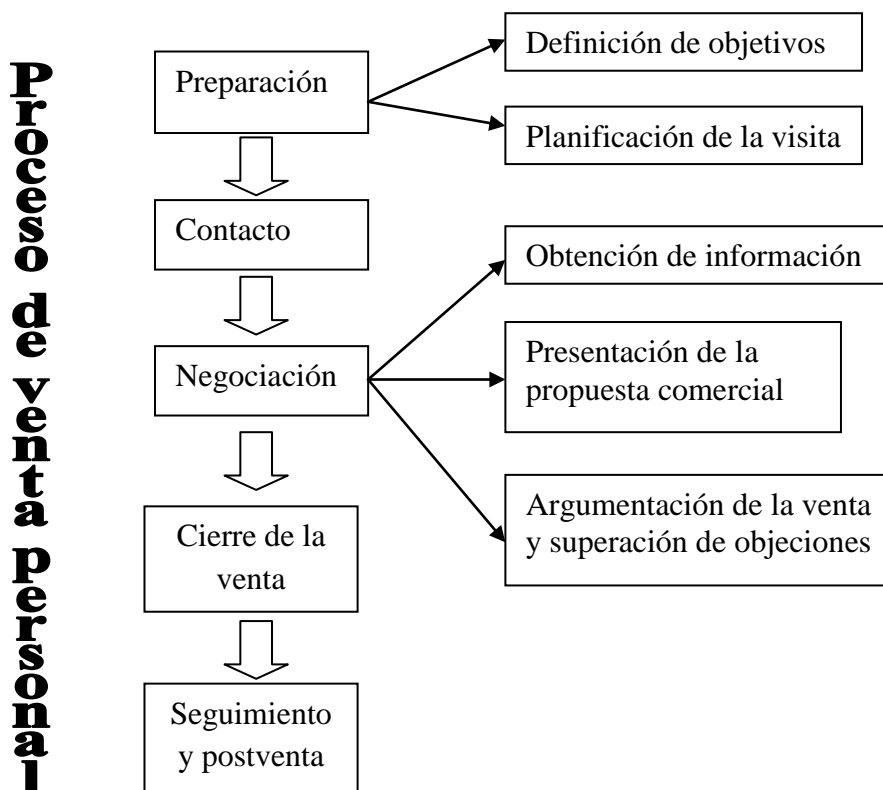 Proceso de venta personal
Preparación
Definición de objetivos
Planificación de la visita
Contacto
Negociación
Obtención de información
Presentación de la
propuesta comercial
Argumentación de la venta
y superación de objeciones
Cierre de la
venta
Seguimiento
y postventa